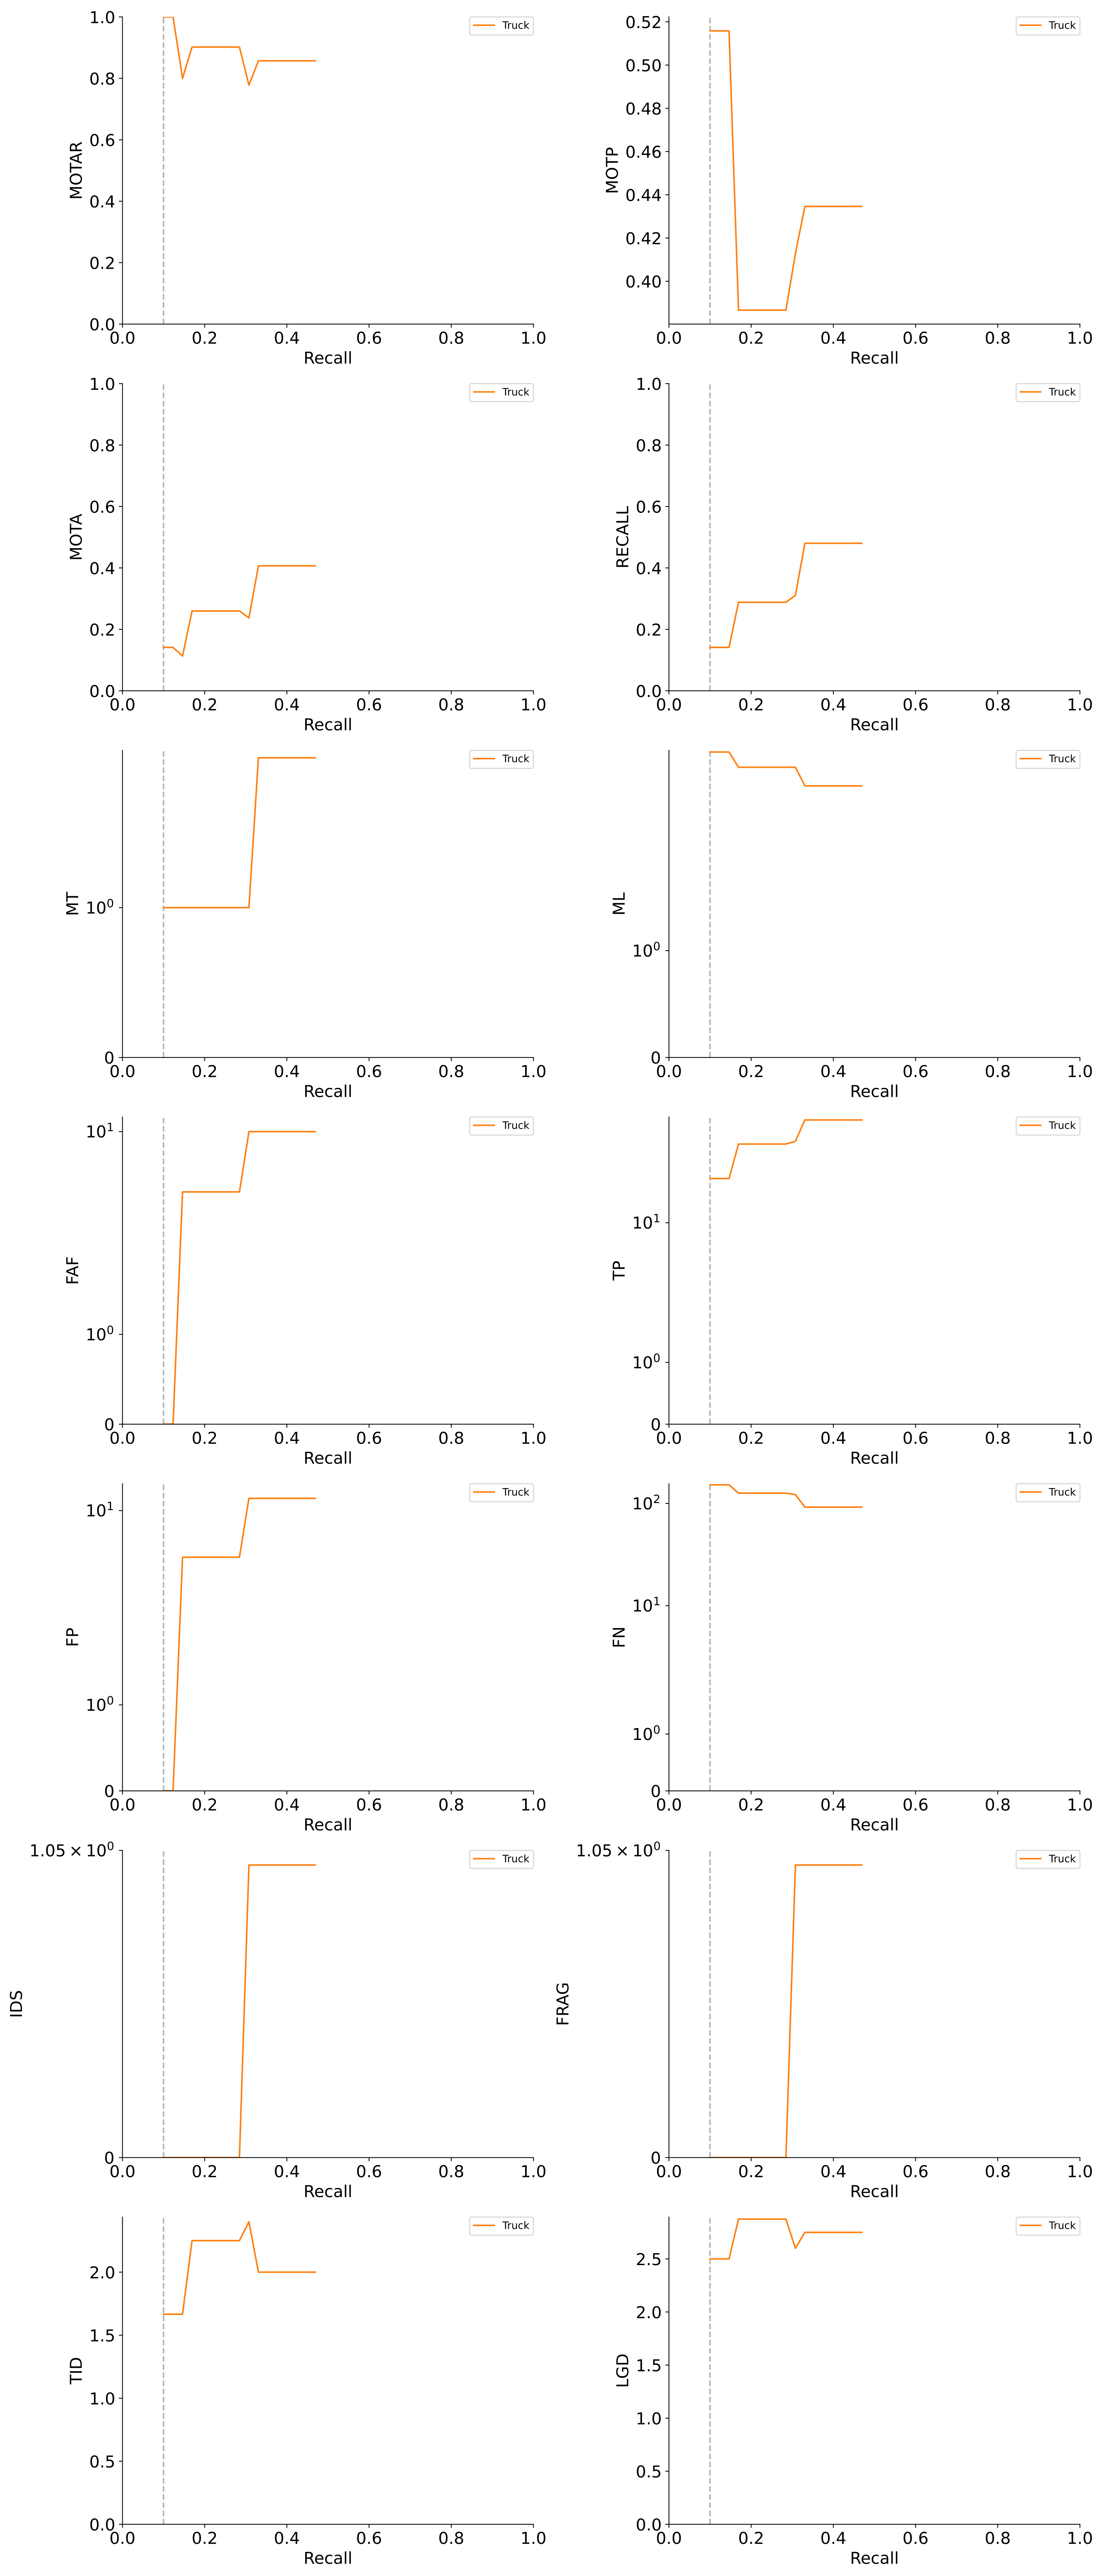 MOTAR
1.0
0.8
0.6
0.4
0.2
0.0
0.0 0.2 0.4 0.6 0.8 1.0
Recall
Truck
MOTP
0.52
0.50
0.48
0.46
0.44
0.42
0.40
0.0 0.2 0.4 0.6 0.8 1.0
Recall
Truck
MOTA
1.0
0.8
0.6
0.4
0.2
0.0
0.0 0.2 0.4 0.6 0.8 1.0
Recall
Truck
RECALL
1.0
0.8
0.6
0.4
0.2
0.0
0.0 0.2 0.4 0.6 0.8 1.0
Recall
Truck
MT
10⁰
0
0.0 0.2 0.4 0.6 0.8 1.0
Recall
Truck
ML
10⁰
0
0.0 0.2 0.4 0.6 0.8 1.0
Recall
Truck
FAF
10¹
10⁰
0
0.0 0.2 0.4 0.6 0.8 1.0
Recall
Truck
TP
10¹
10⁰
0
0.0 0.2 0.4 0.6 0.8 1.0
Recall
Truck
FP
10¹
10⁰
0
0.0 0.2 0.4 0.6 0.8 1.0
Recall
Truck
FN
10²
10¹
10⁰
0
0.0 0.2 0.4 0.6 0.8 1.0
Recall
Truck
IDS
1.05 × 10⁰
0
0.0 0.2 0.4 0.6 0.8 1.0
Recall
Truck
FRAG
1.05 × 10⁰
0
0.0 0.2 0.4 0.6 0.8 1.0
Recall
Truck
TID
2.0
1.5
1.0
0.5
0.0
0.0 0.2 0.4 0.6 0.8 1.0
Recall
Truck
LGD
2.5
2.0
1.5
1.0
0.5
0.0
0.0 0.2 0.4 0.6 0.8 1.0
Recall
Truck